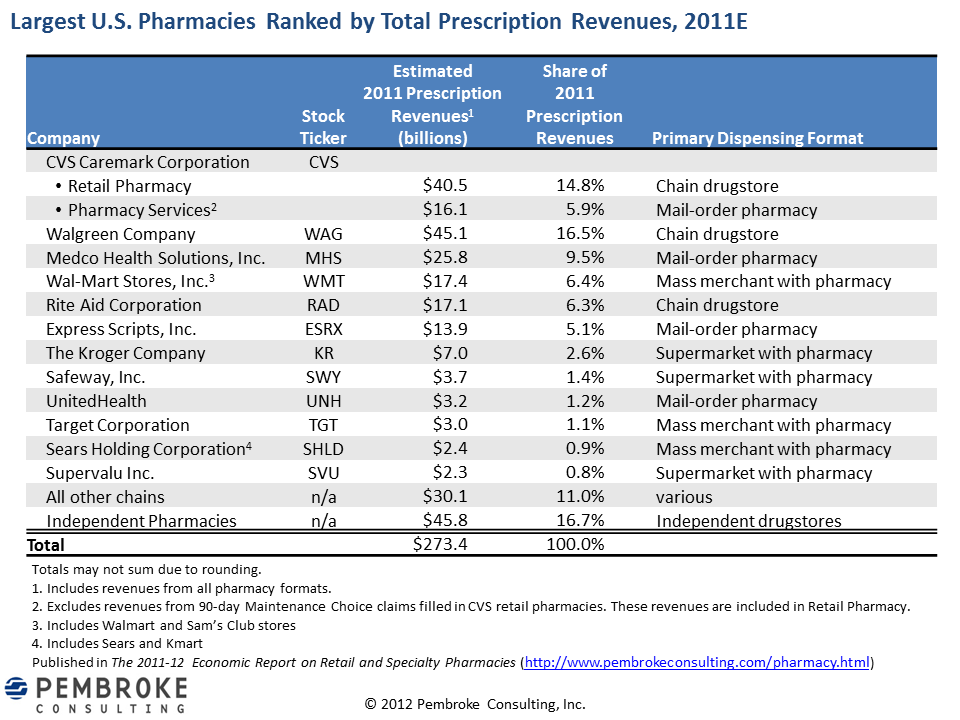 Largest U.S. Pharmacies Ranked by Total Prescription Revenues, 2011E
Company Stock Ticker Estimated 2011 Prescription Revenues1 (billions) Share of 2011 Prescription Revenues Primary Dispensing Format
CVS Caremark Corporation CVS
• Retail Pharmacy $40.5 14.8% Chain drugstore
• Pharmacy Services2 $16.1 5.9% Mail-order pharmacy
Walgreen Company WAG $45.1 16.5% Chain drugstore
Medco Health Solutions, Inc. MHS $25.8 9.5% Mail-order pharmacy
Wal-Mart Stores, Inc.3 WMT $17.4 6.4% Mass merchant with pharmacy
Rite Aid Corporation RAD $17.1 6.3% Chain drugstore
Express Scripts, Inc. ESRX $13.9 5.1% Mail-order pharmacy
The Kroger Company KR $7.0 2.6% Supermarket with pharmacy
Safeway, Inc. SWY $3.7 1.4% Supermarket with pharmacy
UnitedHealth UNH $3.2 1.2% Mail-order pharmacy
Target Corporation TGT $3.0 1.1% Mass merchant with pharmacy
Sears Holding Corporation4 SHLD $2.4 0.9% Mass merchant with pharmacy
Supervalu Inc. SVU $2.3 0.8% Supermarket with pharmacy
All other chains n/a $30.1 11.0% various
Independent Pharmacies n/a $45.8 16.7% Independent drugstores
Total $273.4 100.0%
Totals may not sum due to rounding.
1. Includes revenues from all pharmacy formats.
2. Excludes revenues from 90-day Maintenance Choice claims filled in CVS retail pharmacies. These revenues are included in Retail Pharmacy.
3. Includes Walmart and Sam's Club stores
4. Includes Sears and Kmart
Published in The 2011-12 Economic Report on Retail and Specialty Pharmacies (http://www.pembrokeconsulting.com/pharmacy.html)
PEMBROKE
CONSULTING
© 2012 Pembroke Consulting, Inc.